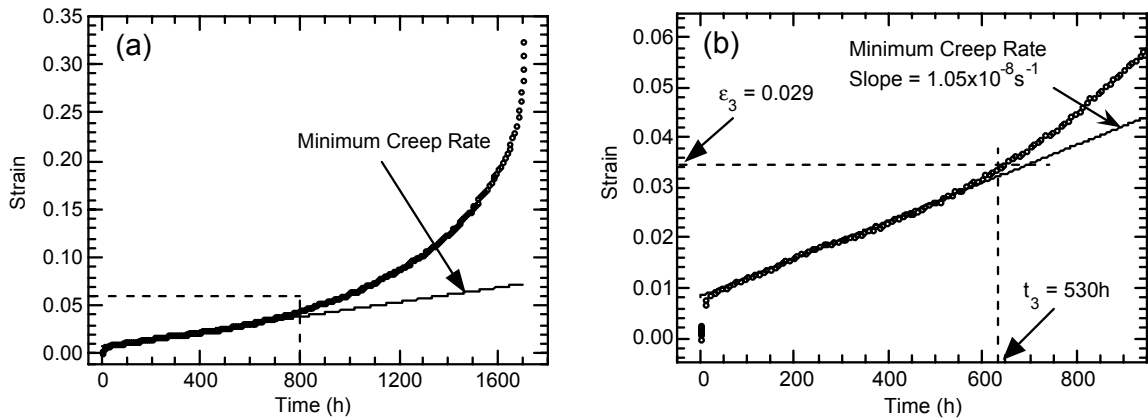 (a)
0.35
0.30
0.25
0.20
0.15
0.10
0.05
0.00
Strain
Minimum Creep Rate
0
400
800
1200
1600
Time (h)
(b)
0.06
0.05
0.04
0.03
0.02
0.01
0.00
Strain
Minimum Creep Rate
Slope = 1.05x10⁻⁸s⁻¹
ε₃ = 0.029
t₃ = 530h
0
200
400
600
800
Time (h)